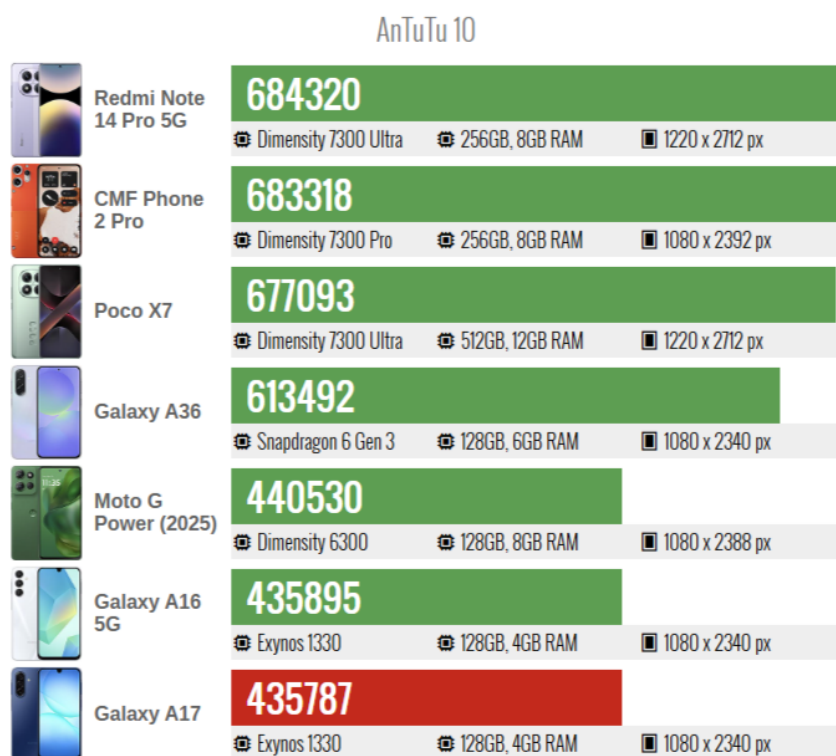 AnTuTu 10
Redmi Note
14 Pro 5G
684320
Dimensity 7300 Ultra 256GB, 8GB RAM 1220 x 2712 px
CMF Phone
2 Pro
683318
Dimensity 7300 Pro 256GB, 8GB RAM 1080 x 2392 px
Poco X7
677093
Dimensity 7300 Ultra 512GB, 12GB RAM 1220 x 2712 px
Galaxy A36
613492
Snapdragon 6 Gen 3 128GB, 6GB RAM 1080 x 2340 px
Moto G
Power (2025)
440530
Dimensity 6300 128GB, 8GB RAM 1080 x 2388 px
Galaxy A16
5G
435895
Exynos 1330 128GB, 4GB RAM 1080 x 2340 px
Galaxy A17
435787
Exynos 1330 128GB, 4GB RAM 1080 x 2340 px